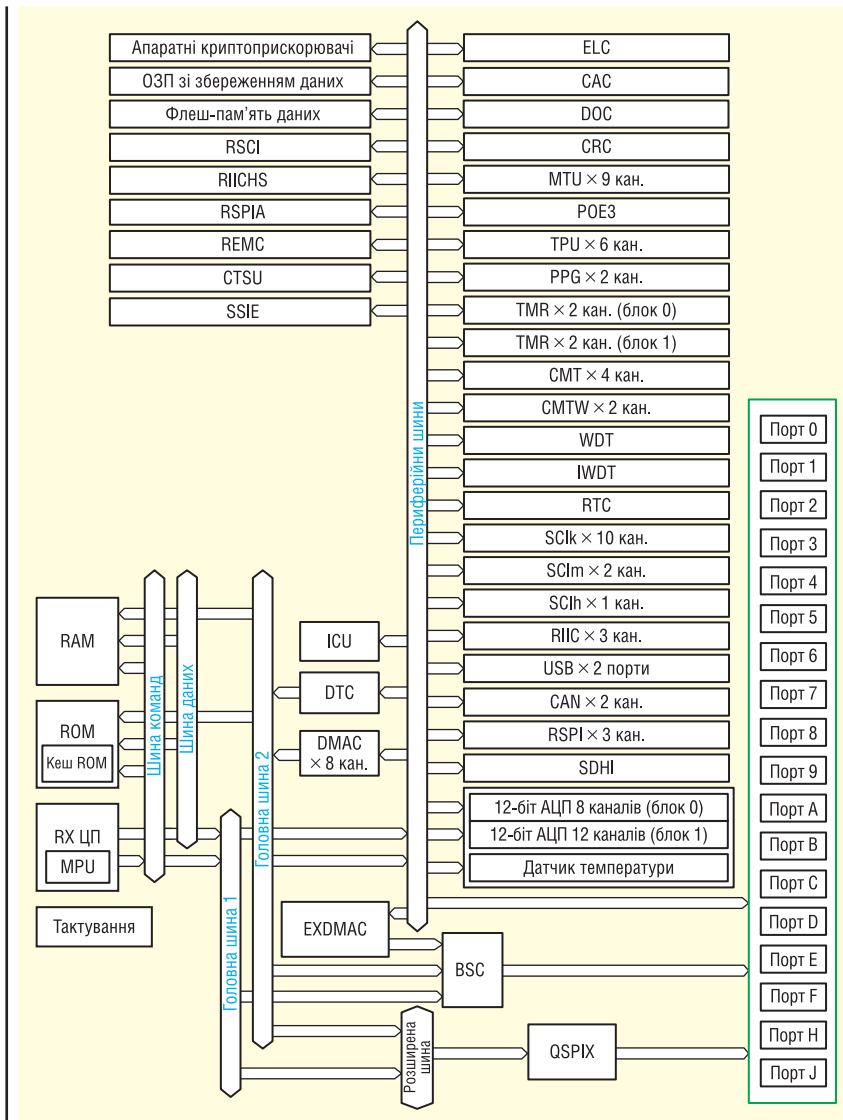 Апаратні криптоприскорювачі
ОЗП зі збереженням даних
Флеш-пам’ять даних
RSCI
RIICHS
RSPIA
REMC
CTSU
SSIE
ELC
CAC
DOC
CRC
MTU × 9 кан.
POE3
TPU × 6 кан.
PPG × 2 кан.
TMR × 2 кан. (блок 0)
TMR × 2 кан. (блок 1)
CMT × 4 кан.
CMTW × 2 кан.
WDT
IWDT
RTC
SCIk × 10 кан.
SCIm × 2 кан.
SCIh × 1 кан.
RIIC × 3 кан.
USB × 2 порти
CAN × 2 кан.
RSPI × 3 кан.
SDHI
12-біт АЦП 8 каналів (блок 0)
12-біт АЦП 12 каналів (блок 1)
Датчик температури
Периферійни шини
RAM
ROM
Кеш ROM
RX ЦП
MPU
Тактування
Шина команд
Шина даних
Головна шина 1
Головна шина 2
ICU
DTC
DMAC
× 8 кан.
EXDMAC
BSC
Розширена
шина
QSPIX
Порт 0
Порт 1
Порт 2
Порт 3
Порт 4
Порт 5
Порт 6
Порт 7
Порт 8
Порт 9
Порт A
Порт B
Порт C
Порт D
Порт E
Порт F
Порт H
Порт J